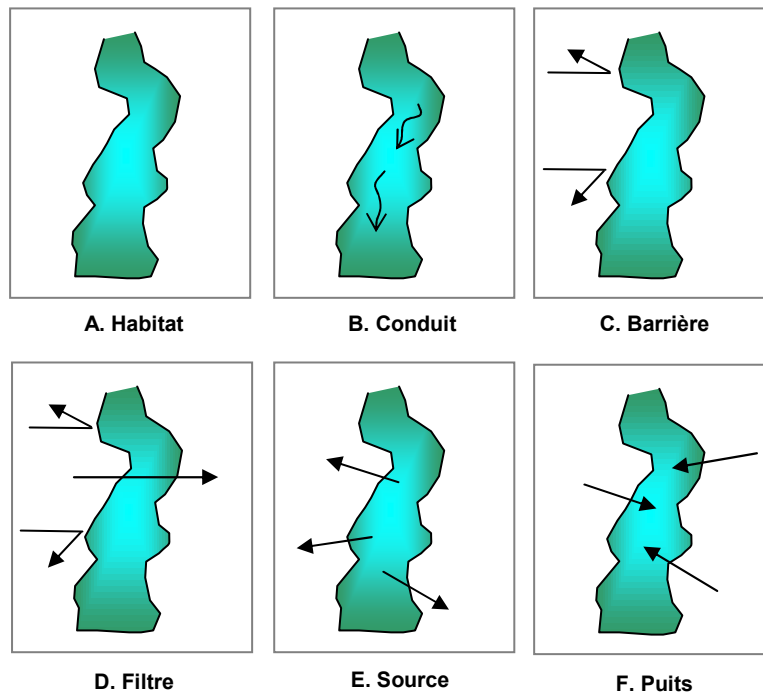 A. Habitat
B. Conduit
C. Barrière
D. Filtre
E. Source
F. Puits